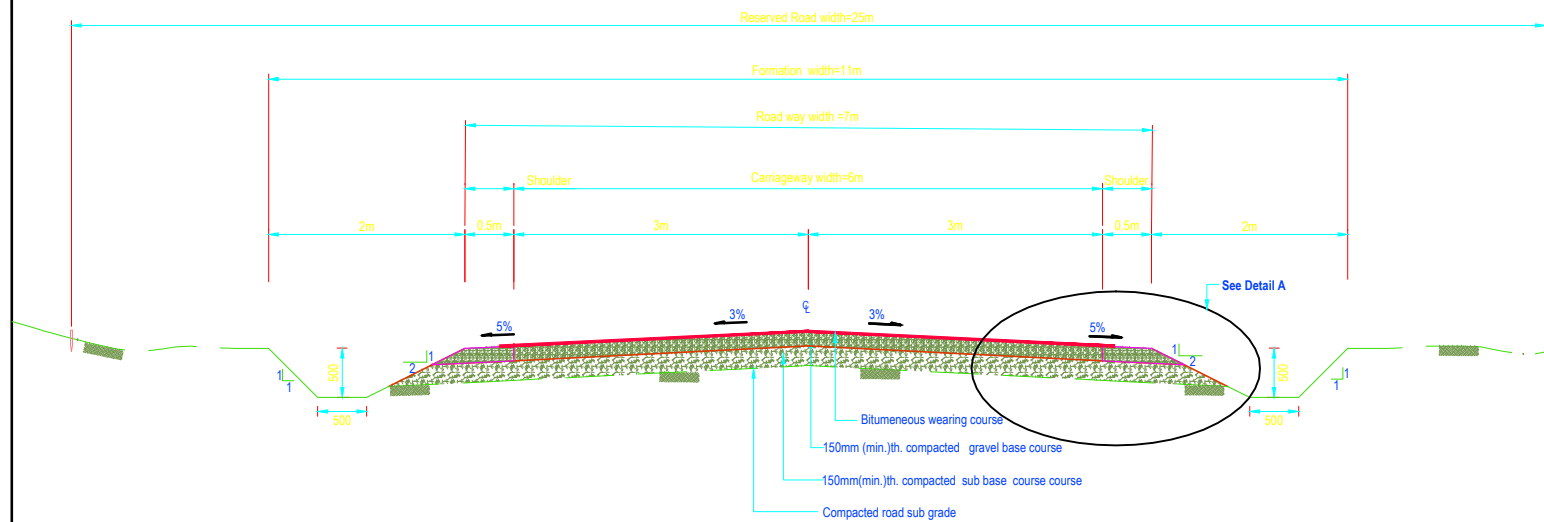 Reserved Road width=25m
Formation width=11m
Road way width =7m
Shoulder
Carriageway width=6m
Shoulder
2m
0.5m
3m
3m
0.5m
2m
See Detail A
5%
3%
℄
3%
5%
1
2
1
1
500
500
1
2
1
1
500
500
Bitumeneous wearing course
150mm (min.)th. compacted gravel base course
150mm(min.)th. compacted sub base course course
Compacted road sub grade